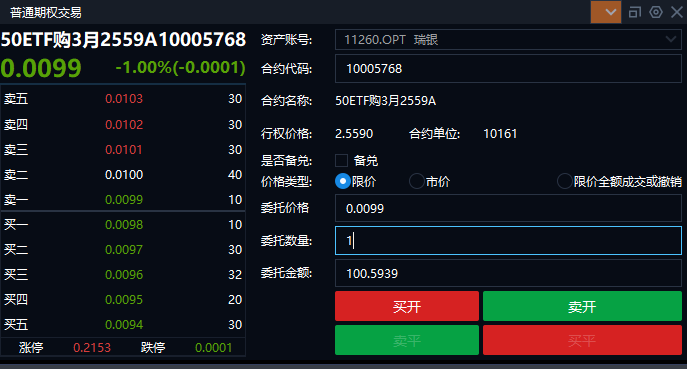 普通期权交易
50ETF购3月2559A10005768
0.0099 -1.00%(-0.0001)
卖五 0.0103 30
卖四 0.0102 30
卖三 0.0101 30
卖二 0.0100 40
卖一 0.0099 10
买一 0.0098 10
买二 0.0097 30
买三 0.0096 32
买四 0.0095 20
买五 0.0094 30
涨停 0.2153 跌停 0.0001
资产账号: 11260.OPT 瑞银
合约代码: 10005768
合约名称: 50ETF购3月2559A
行权价格: 2.5590 合约单位: 10161
是否备兑: 备兑
价格类型: 限价 市价 限价全额成交或撤销
委托价格 0.0099
委托数量: 1
委托金额: 100.5939
买开 卖开
卖平 买平